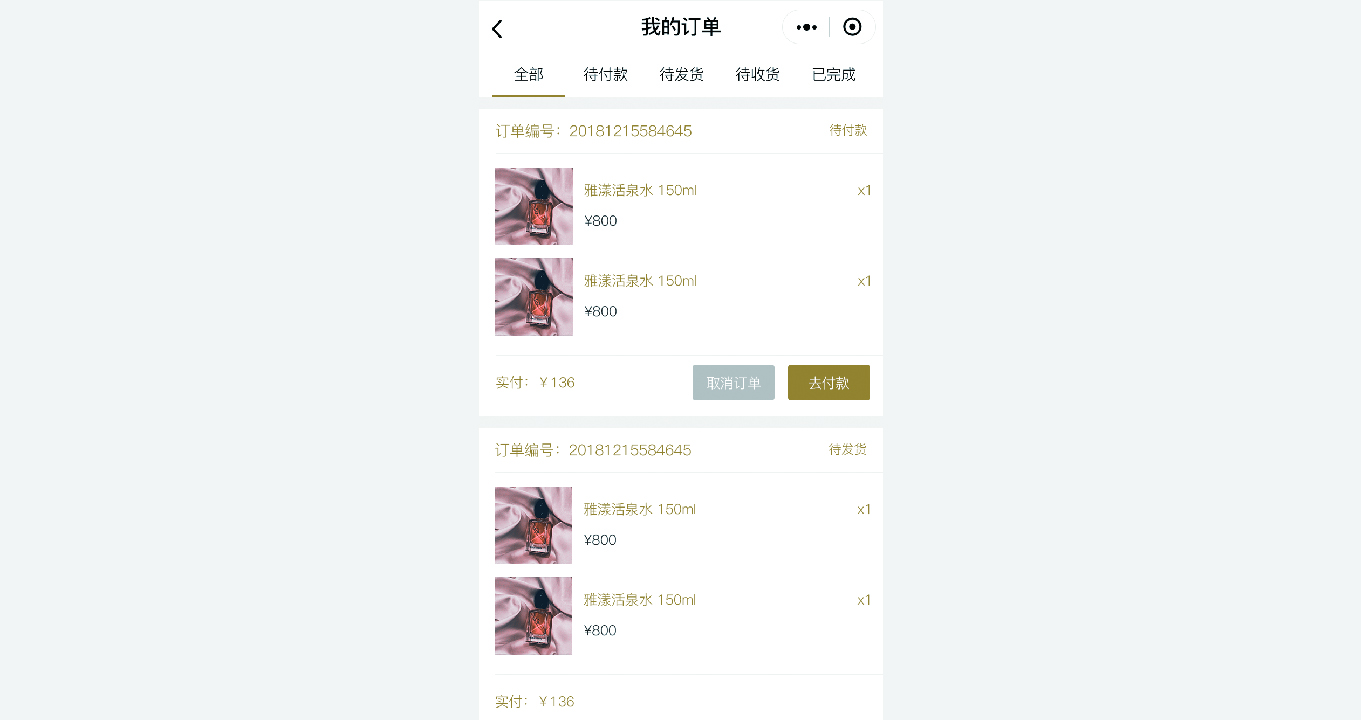 我的订单
全部 待付款 待发货 待收货 已完成
订单编号：20181215584645 待付款
雅漾活泉水 150ml x1
¥800
雅漾活泉水 150ml x1
¥800
实付：￥136 取消订单 去付款
订单编号：20181215584645 待发货
雅漾活泉水 150ml x1
¥800
雅漾活泉水 150ml x1
¥800
实付：￥136